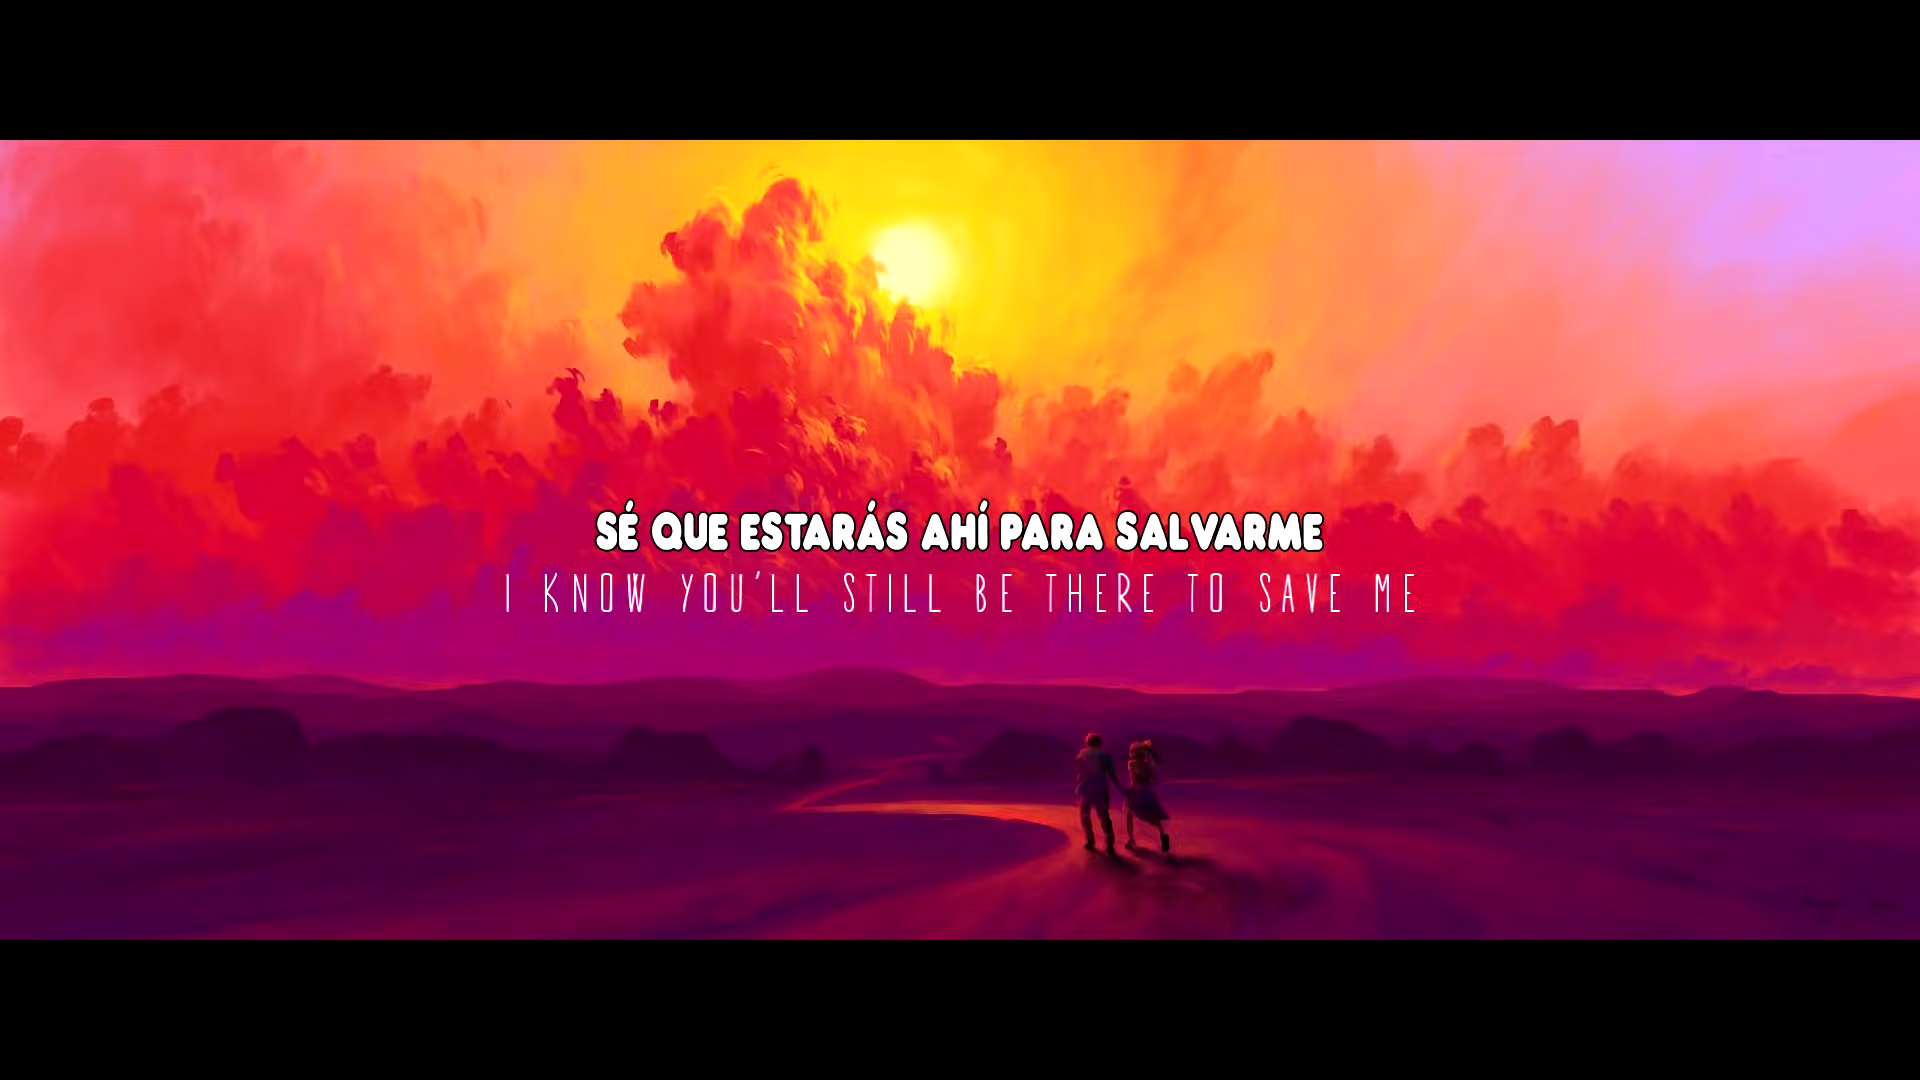 SÉ QUE ESTARÁS AHÍ PARA SALVARME
I KNOW YOU'LL STILL BE THERE TO SAVE ME